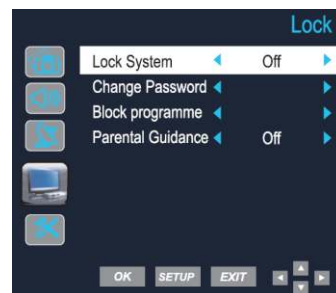 Lock
Lock System Off
Change Password
Block programme
Parental Guidance Off
OK SETUP EXIT